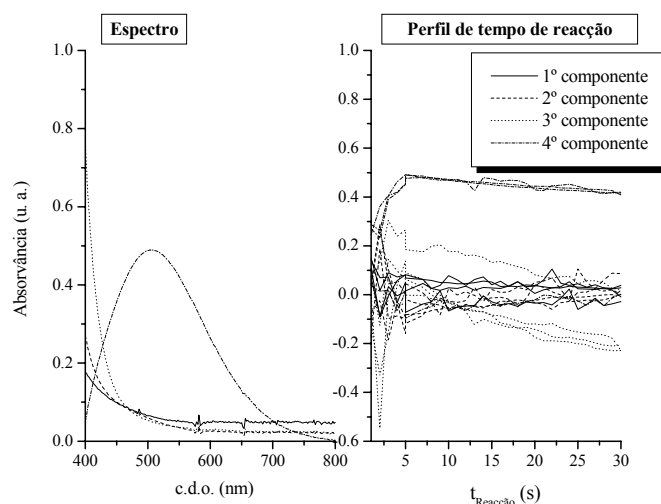 Espectro
Perfil de tempo de reacção
1º componente
2º componente
3º componente
4º componente
Absorvância (u. a.)
1.0
0.8
0.6
0.4
0.2
0.0
400
500
600
700
800
c.d.o. (nm)
1.0
0.8
0.6
0.4
0.2
0.0
-0.2
-0.4
-0.6
5
10
15
20
25
30
t Reacção (s)